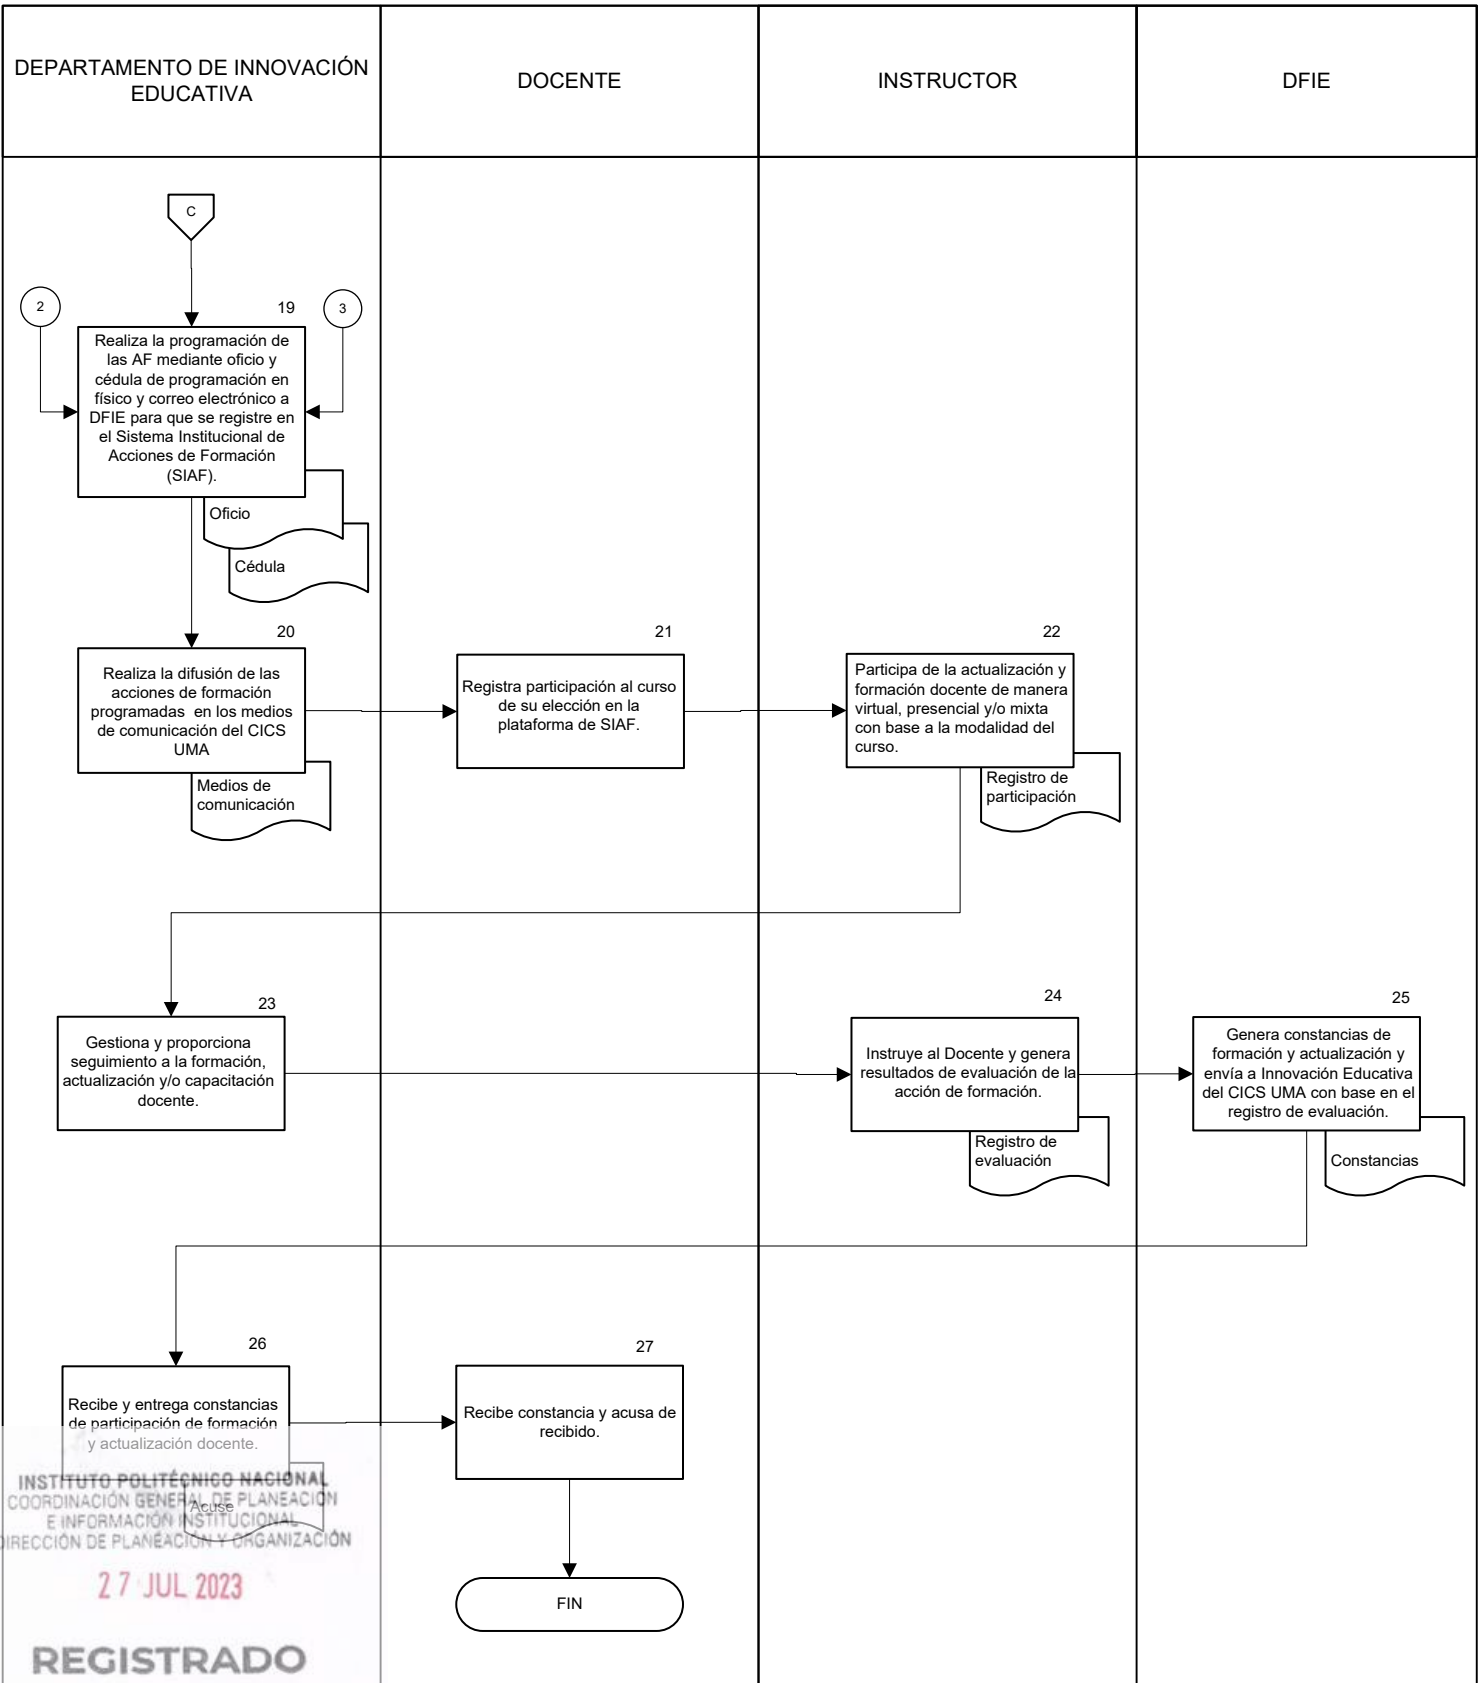 DEPARTAMENTO DE INNOVACIÓN
EDUCATIVA
DOCENTE
INSTRUCTOR
DFIE
C
2
19
3
Realiza la programación de
las AF mediante oficio y
cédula de programación en
físico y correo electrónico a
DFIE para que se registre en
el Sistema Institucional de
Acciones de Formación
(SIAF).
Oficio
Cédula
20
Realiza la difusión de las
acciones de formación
programadas en los medios
de comunicación del CICS
UMA
Medios de
comunicación
21
Registra participación al curso
de su elección en la
plataforma de SIAF.
22
Participa de la actualización y
formación docente de manera
virtual, presencial y/o mixta
con base a la modalidad del
curso.
Registro de
participación
23
Gestiona y proporciona
seguimiento a la formación,
actualización y/o capacitación
docente.
24
Instruye al Docente y genera
resultados de evaluación de la
acción de formación.
Registro de
evaluación
25
Genera constancias de
formación y actualización y
envía a Innovación Educativa
del CICS UMA con base en el
registro de evaluación.
Constancias
26
Recibe y entrega constancias
de participación de formación
y actualización docente.
Acuse
27
Recibe constancia y acusa de
recibido.
FIN
INSTITUTO POLITÉCNICO NACIONAL
COORDINACIÓN GENERAL DE PLANEACIÓN
E INFORMACIÓN INSTITUCIONAL
DIRECCIÓN DE PLANEACIÓN Y ORGANIZACIÓN
27 JUL 2023
REGISTRADO